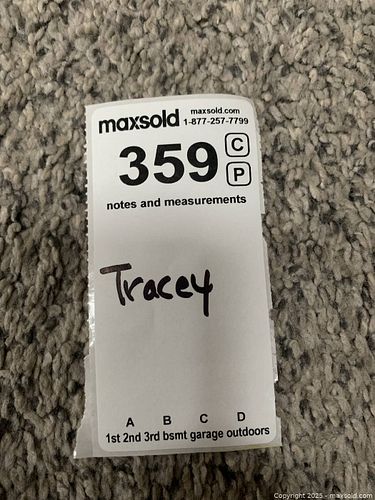 maxsold maxsold.com
1-877-257-7799
359 C
P
notes and measurements
Tracey
A B C D
1st 2nd 3rd bsmt garage outdoors
Copyright 2025 - maxsold.com